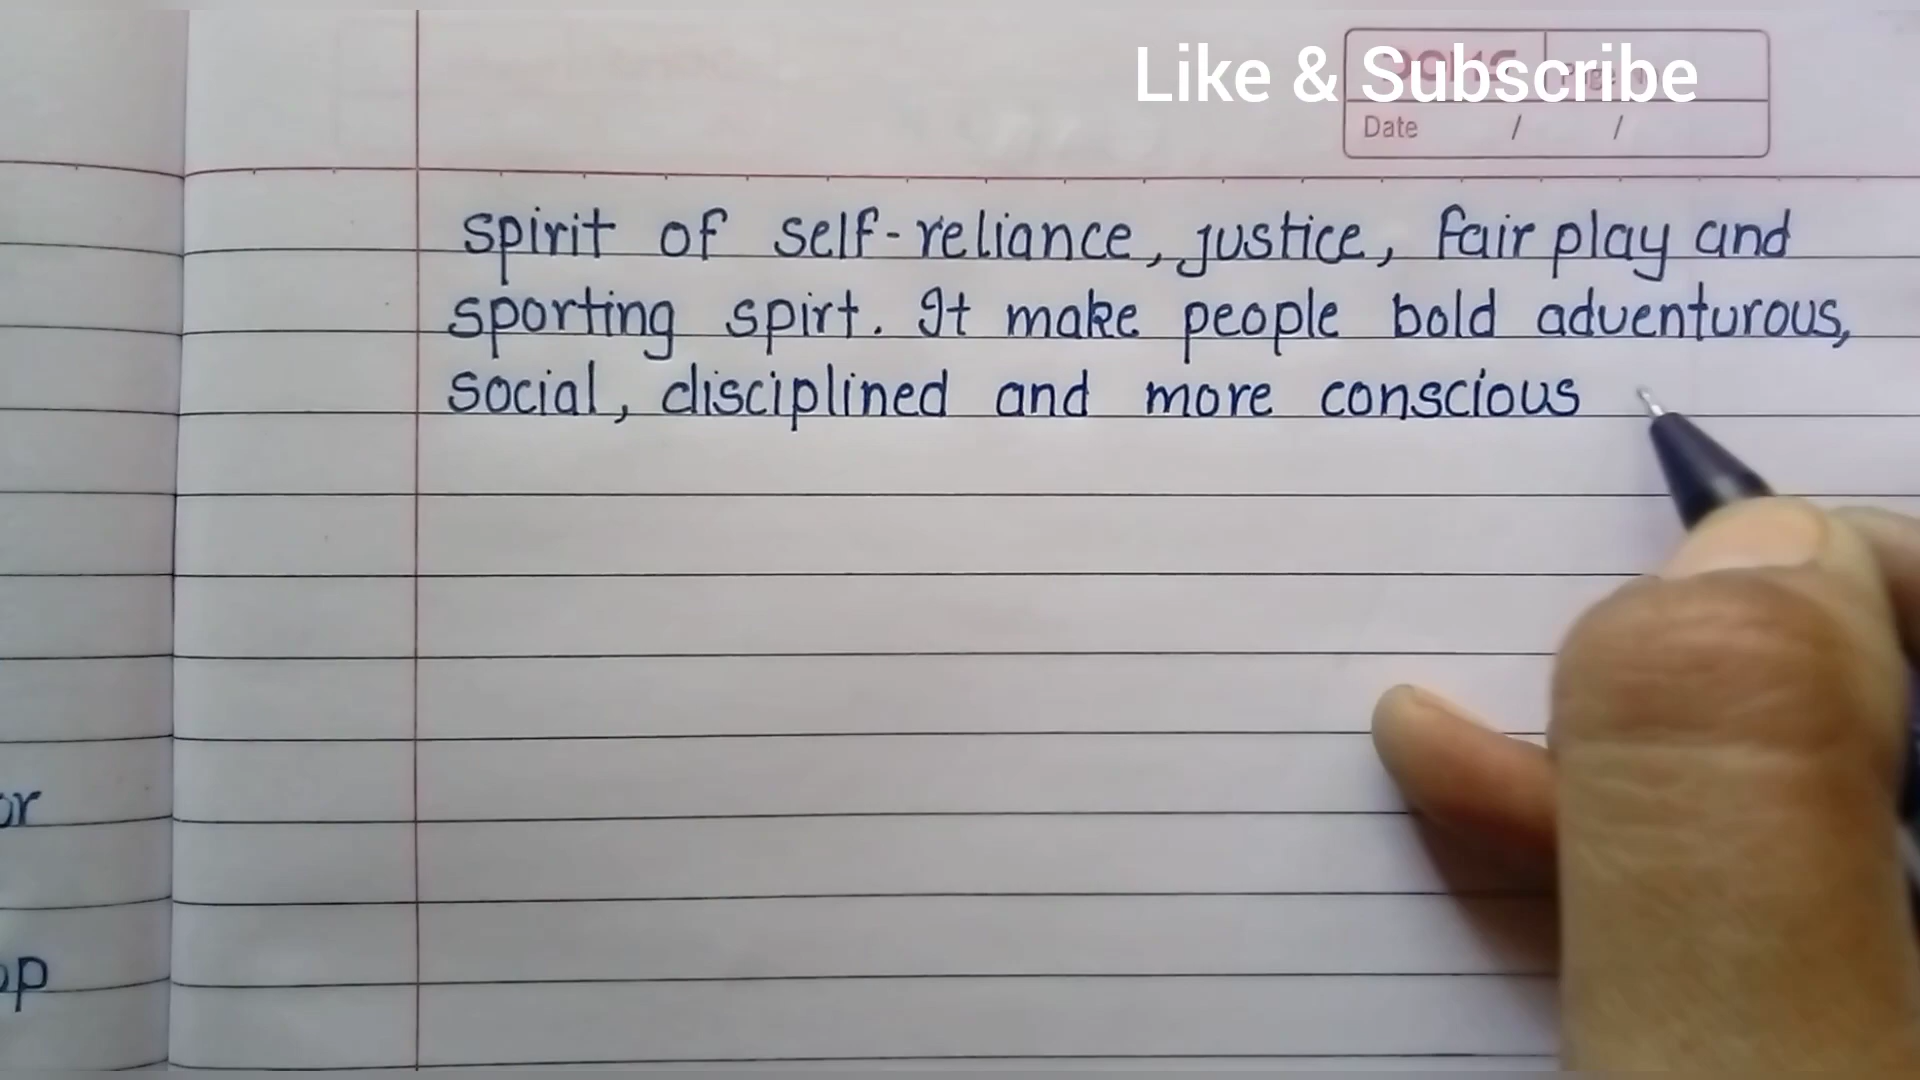 Like & Subscribe
Date / /
spirit of self-reliance, justice, fair play and
sporting spirt. It make people bold adventurous,
social, disciplined and more conscious
or
op